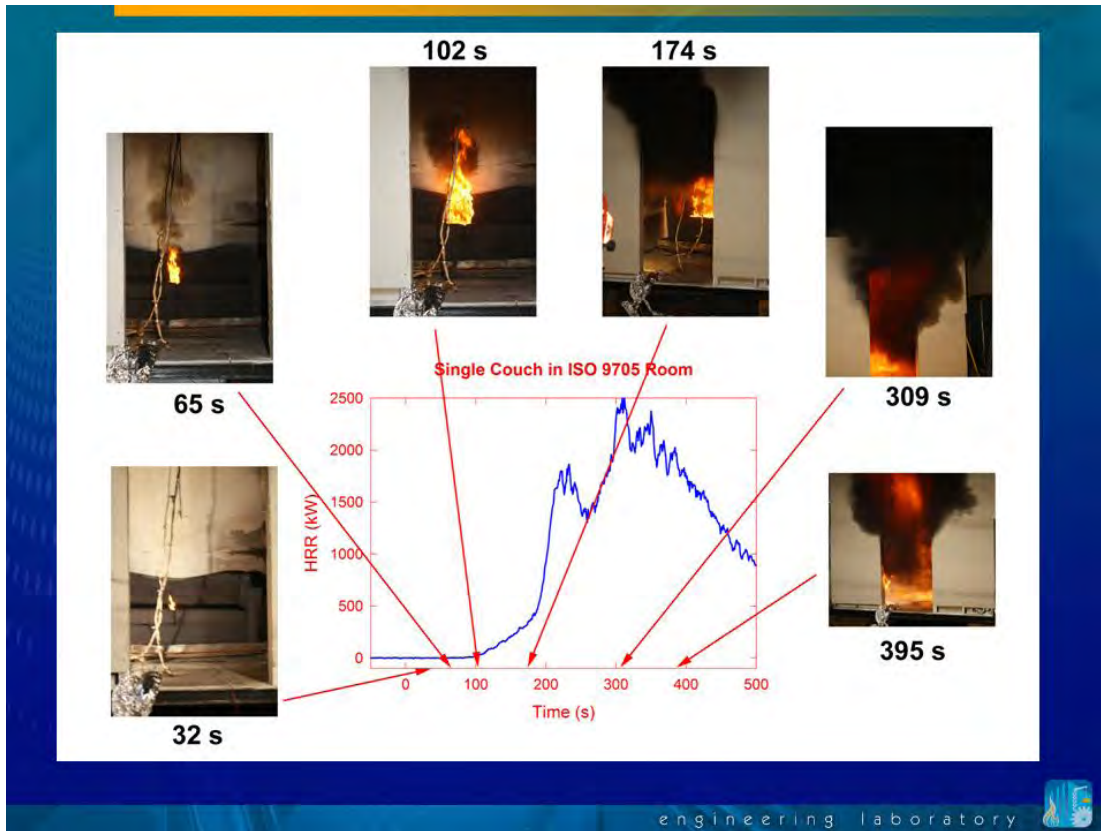 102 s
174 s
65 s
309 s
32 s
395 s
Single Couch in ISO 9705 Room
HRR (kW)
2500
2000
1500
1000
500
0
0 100 200 300 400 500
Time (s)
engineering laboratory